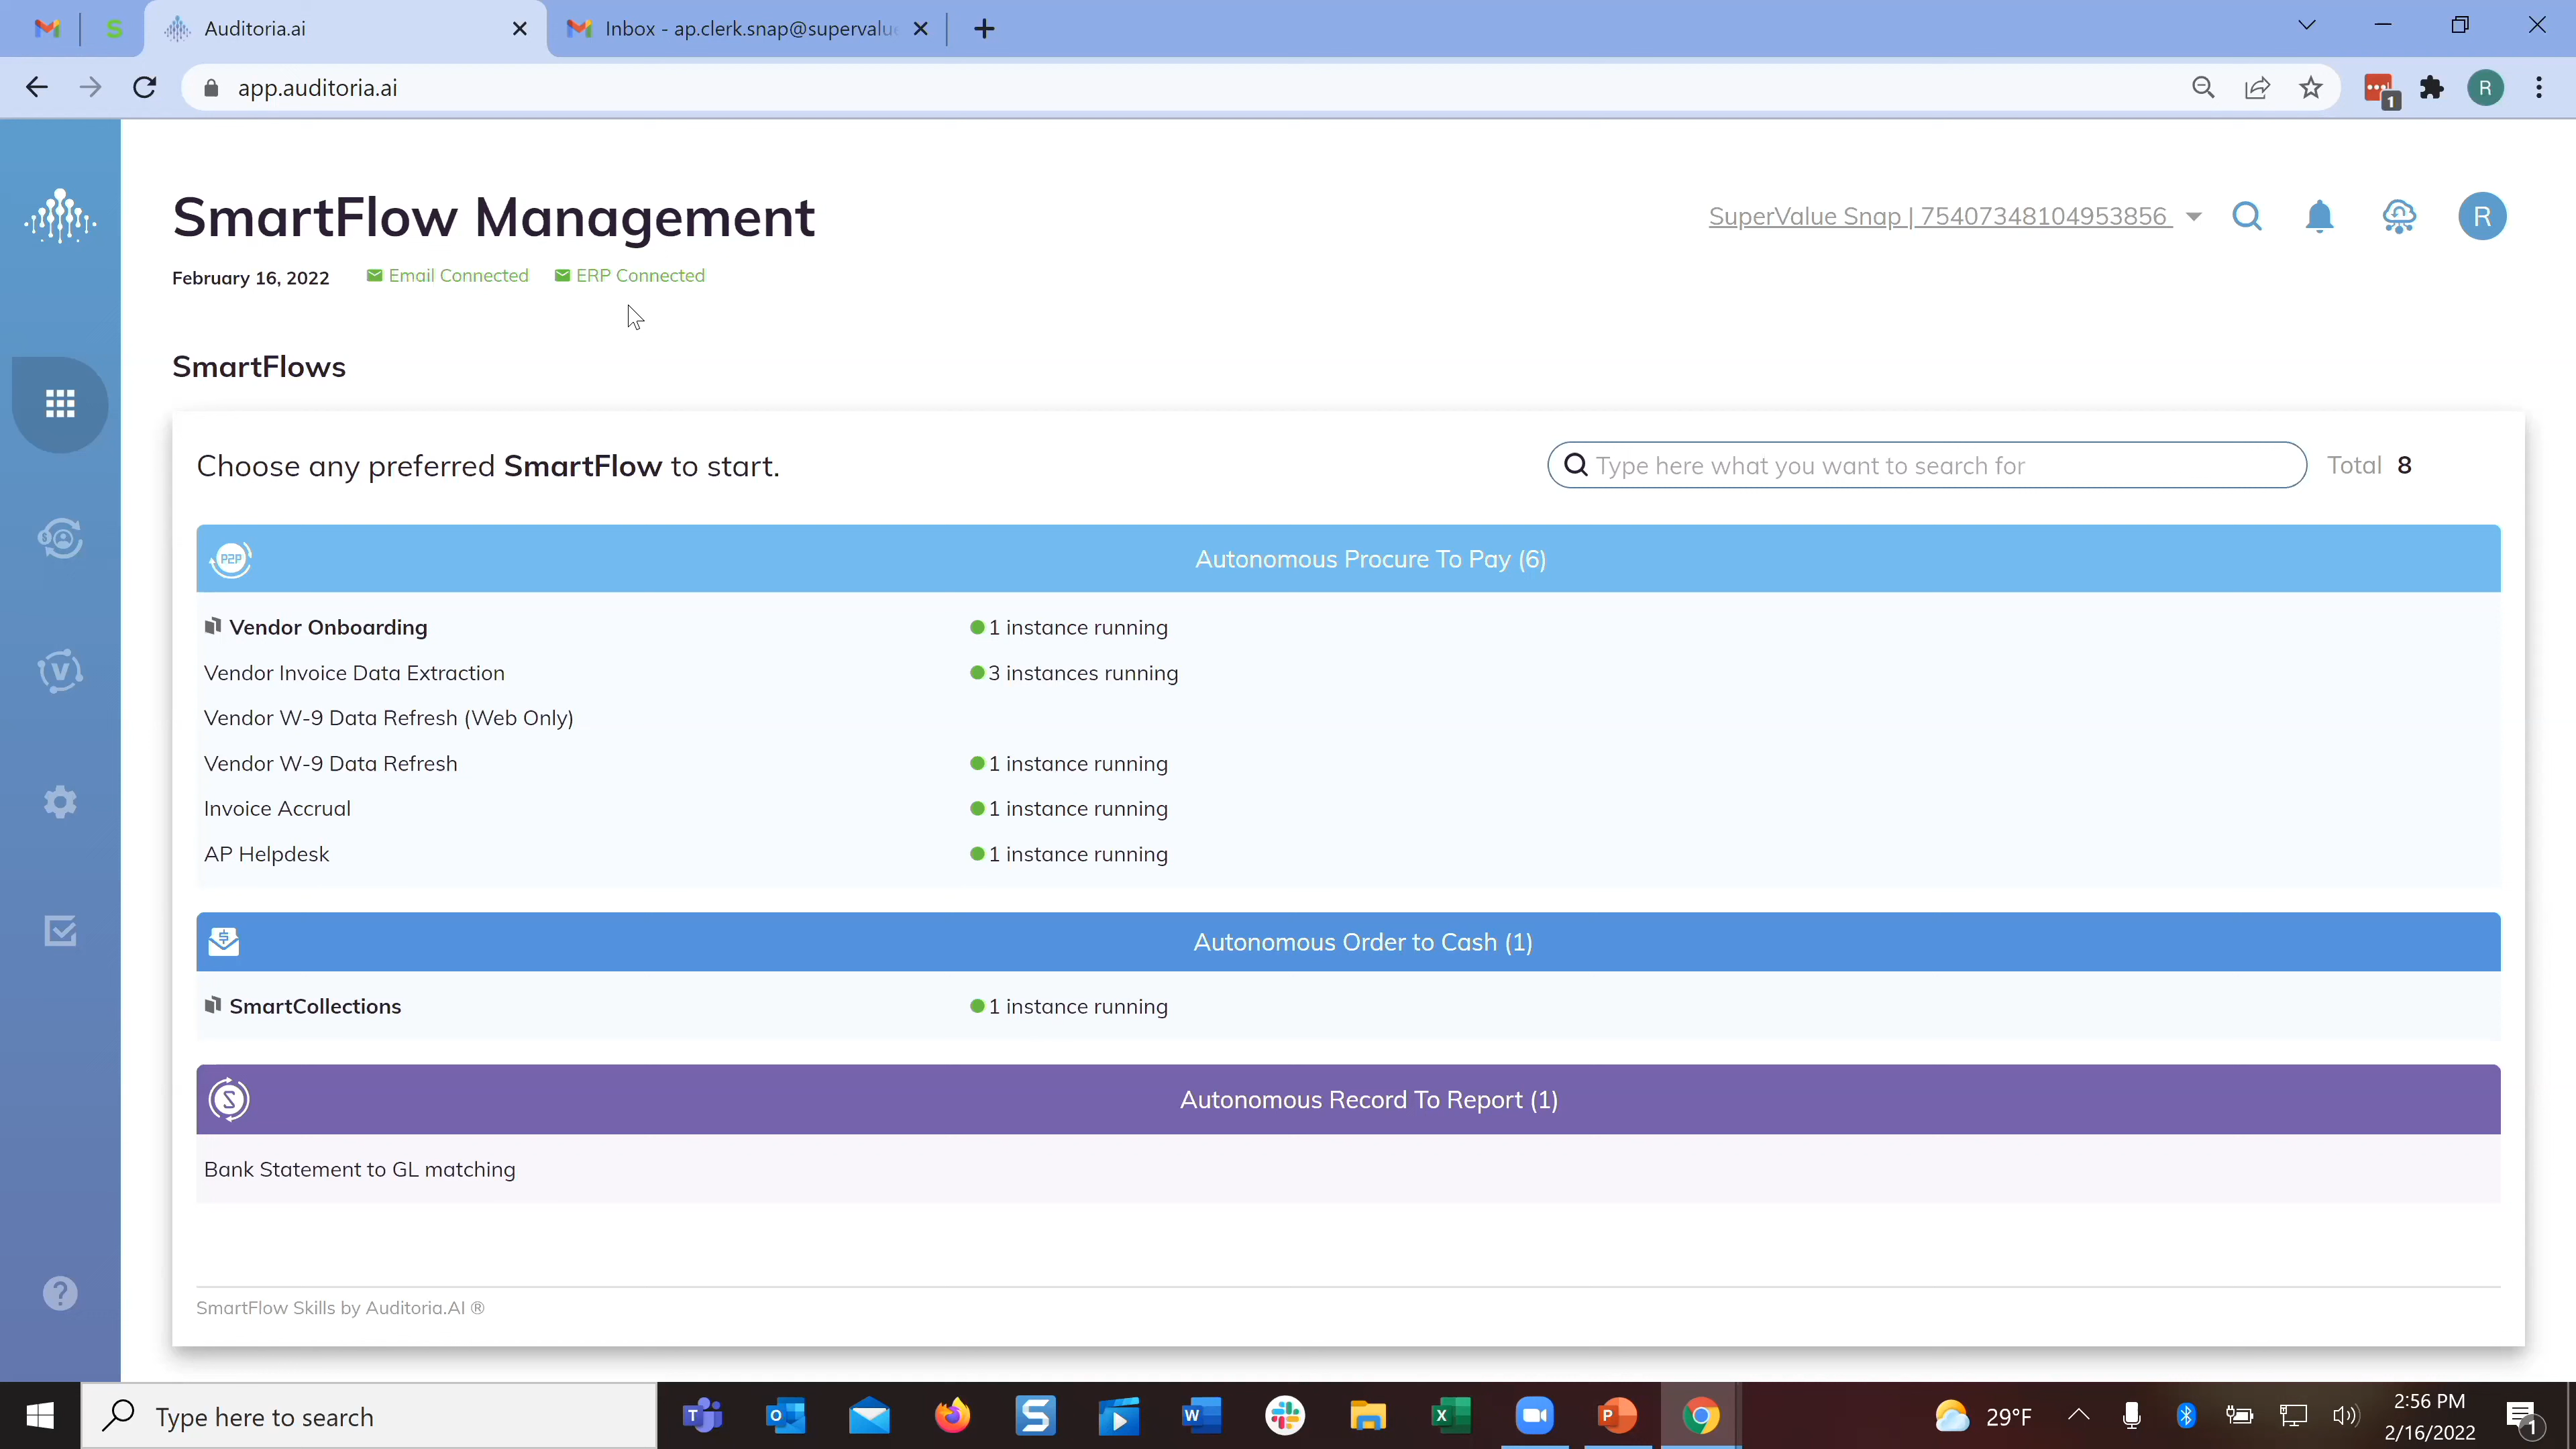 S
Auditoria.ai
Inbox - ap.clerk.snap@supervalu
app.auditoria.ai
1
R
SmartFlow Management
SuperValue Snap | 75407348104953856
R
February 16, 2022
Email Connected
ERP Connected
SmartFlows
Choose any preferred SmartFlow to start.
Type here what you want to search for
Total 8
P2P
Autonomous Procure To Pay (6)
Vendor Onboarding
1 instance running
Vendor Invoice Data Extraction
3 instances running
Vendor W-9 Data Refresh (Web Only)
Vendor W-9 Data Refresh
1 instance running
Invoice Accrual
1 instance running
AP Helpdesk
1 instance running
$
Autonomous Order to Cash (1)
SmartCollections
1 instance running
Autonomous Record To Report (1)
Bank Statement to GL matching
SmartFlow Skills by Auditoria.AI ®
V
?
Type here to search
T
O
S
W
X
P
29°F
2:56 PM
2/16/2022
1